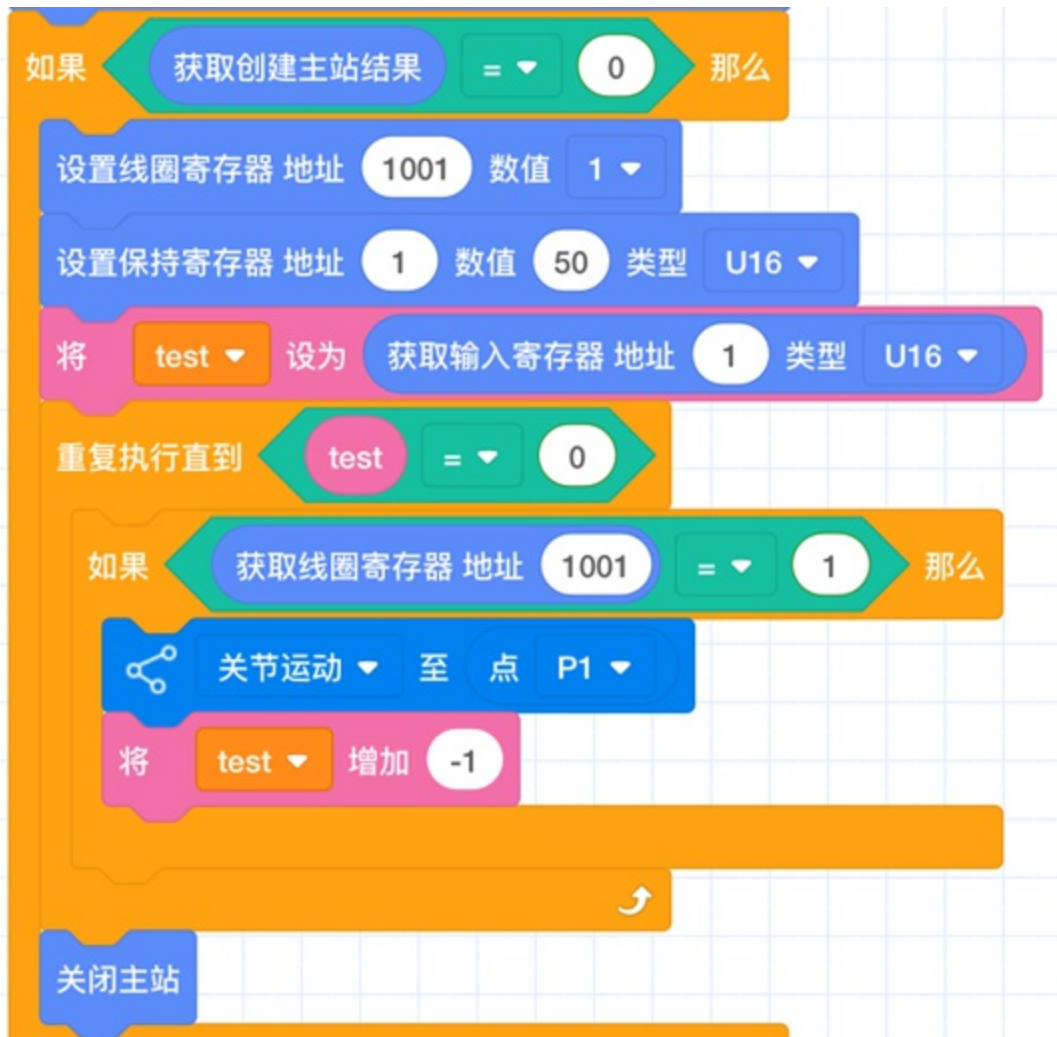 如果 获取创建主站结果 = 0 那么
设置线圈寄存器 地址 1001 数值 1
设置保持寄存器 地址 1 数值 50 类型 U16
将 test 设为 获取输入寄存器 地址 1 类型 U16
重复执行直到 test = 0
如果 获取线圈寄存器 地址 1001 = 1 那么
关节运动 至 点 P1
将 test 增加 -1
关闭主站